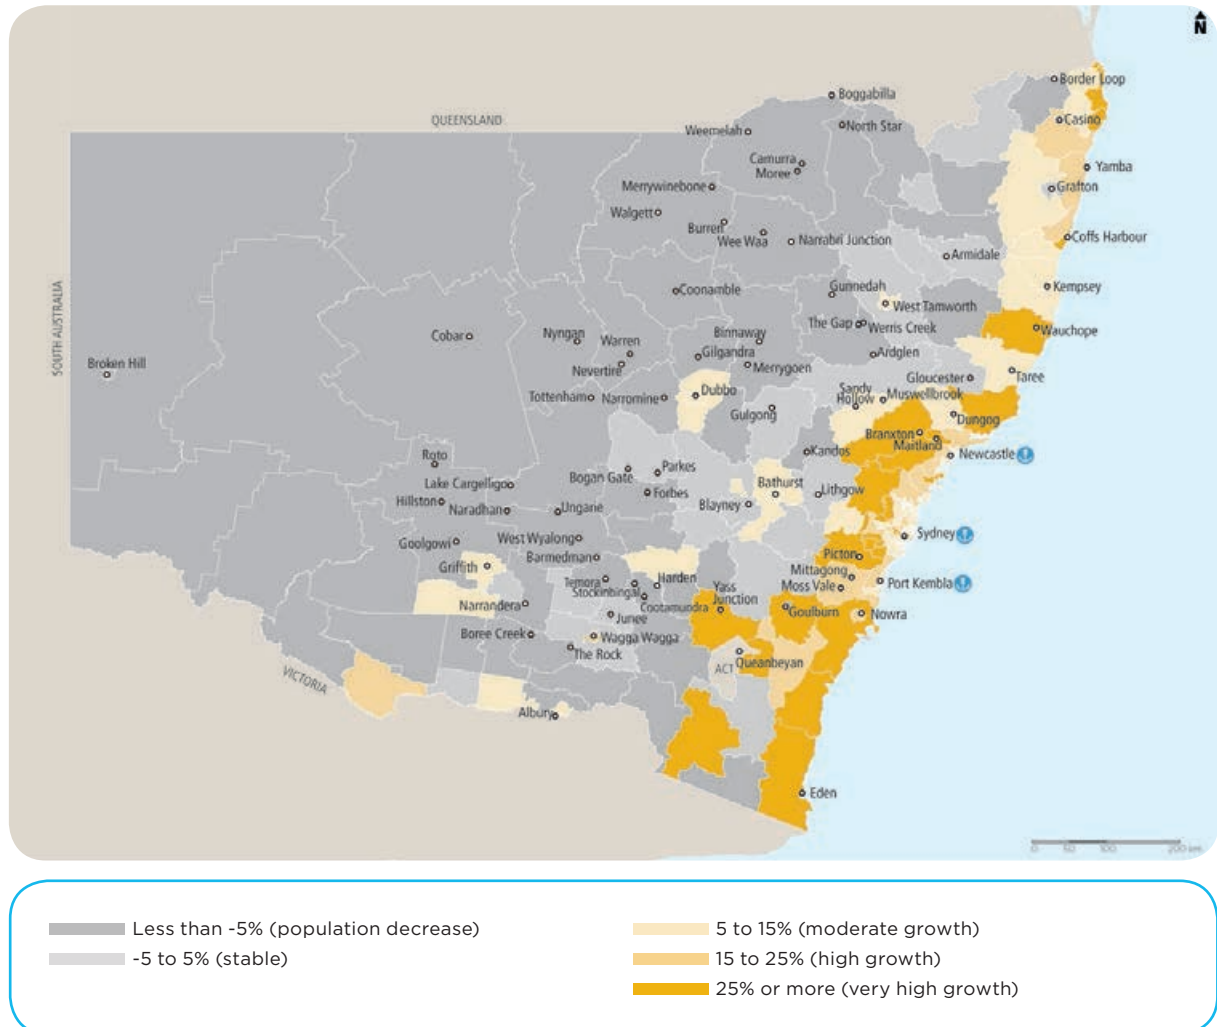 N
Border Loop
Boggabilla
QUEENSLAND
Casino
North Star
Weemelah
Camurra
Moree
Yamba
Merrywinebone
Grafton
Walgett
Burren
Wee Waa
Narrabri Junction
Coffs Harbour
Armidale
SOUTH AUSTRALIA
Coonamble
Gunnedah
Kempsey
West Tamworth
Cobar
Nyngan
Warren
Binnaway
The Gap
Werris Creek
Wauchope
Broken Hill
Nevertire
Gilgandra
Merrygoen
Ardglen
Gloucester
Taree
Tottenham
Narromine
Dubbo
Sandy
Hollow
Muswellbrook
Gulgong
Dungog
Branxton
Maitland
Roto
Kandos
Newcastle
Bogan Gate
Parkes
Lake Cargelligo
Bathurst
Lithgow
Hillston
Forbes
Naradhan
Ungarie
Blayney
Sydney
Goolgowi
West Wyalong
Barmedman
Picton
Griffith
Mittagong
Temora
Harden
Port Kembla
Stockinbingal
Yass
Junction
Moss Vale
Narrandera
Cootamundra
Goulburn
Nowra
Junee
Boree Creek
Wagga Wagga
The Rock
ACT
Queanbeyan
VICTORIA
Albury
Eden
0 50 100 200 km
Less than -5% (population decrease)
-5 to 5% (stable)
5 to 15% (moderate growth)
15 to 25% (high growth)
25% or more (very high growth)